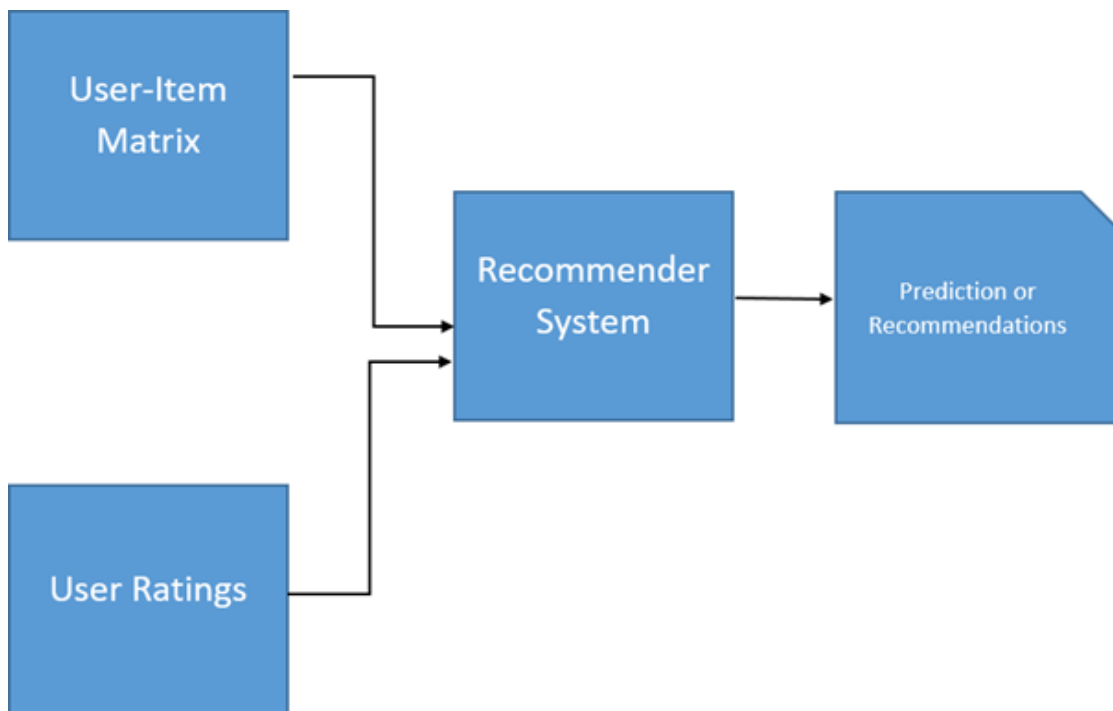 User-Item
Matrix
Recommender
System
Prediction or
Recommendations
User Ratings